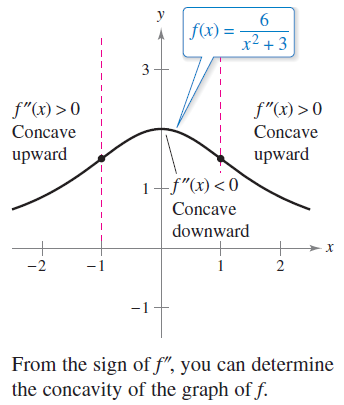 y
f(x) = 6 / (x² + 3)
3
f″(x) > 0
Concave
upward
f″(x) > 0
Concave
upward
1
f″(x) < 0
Concave
downward
x
−2
−1
1
2
−1
From the sign of f″, you can determine
the concavity of the graph of f.